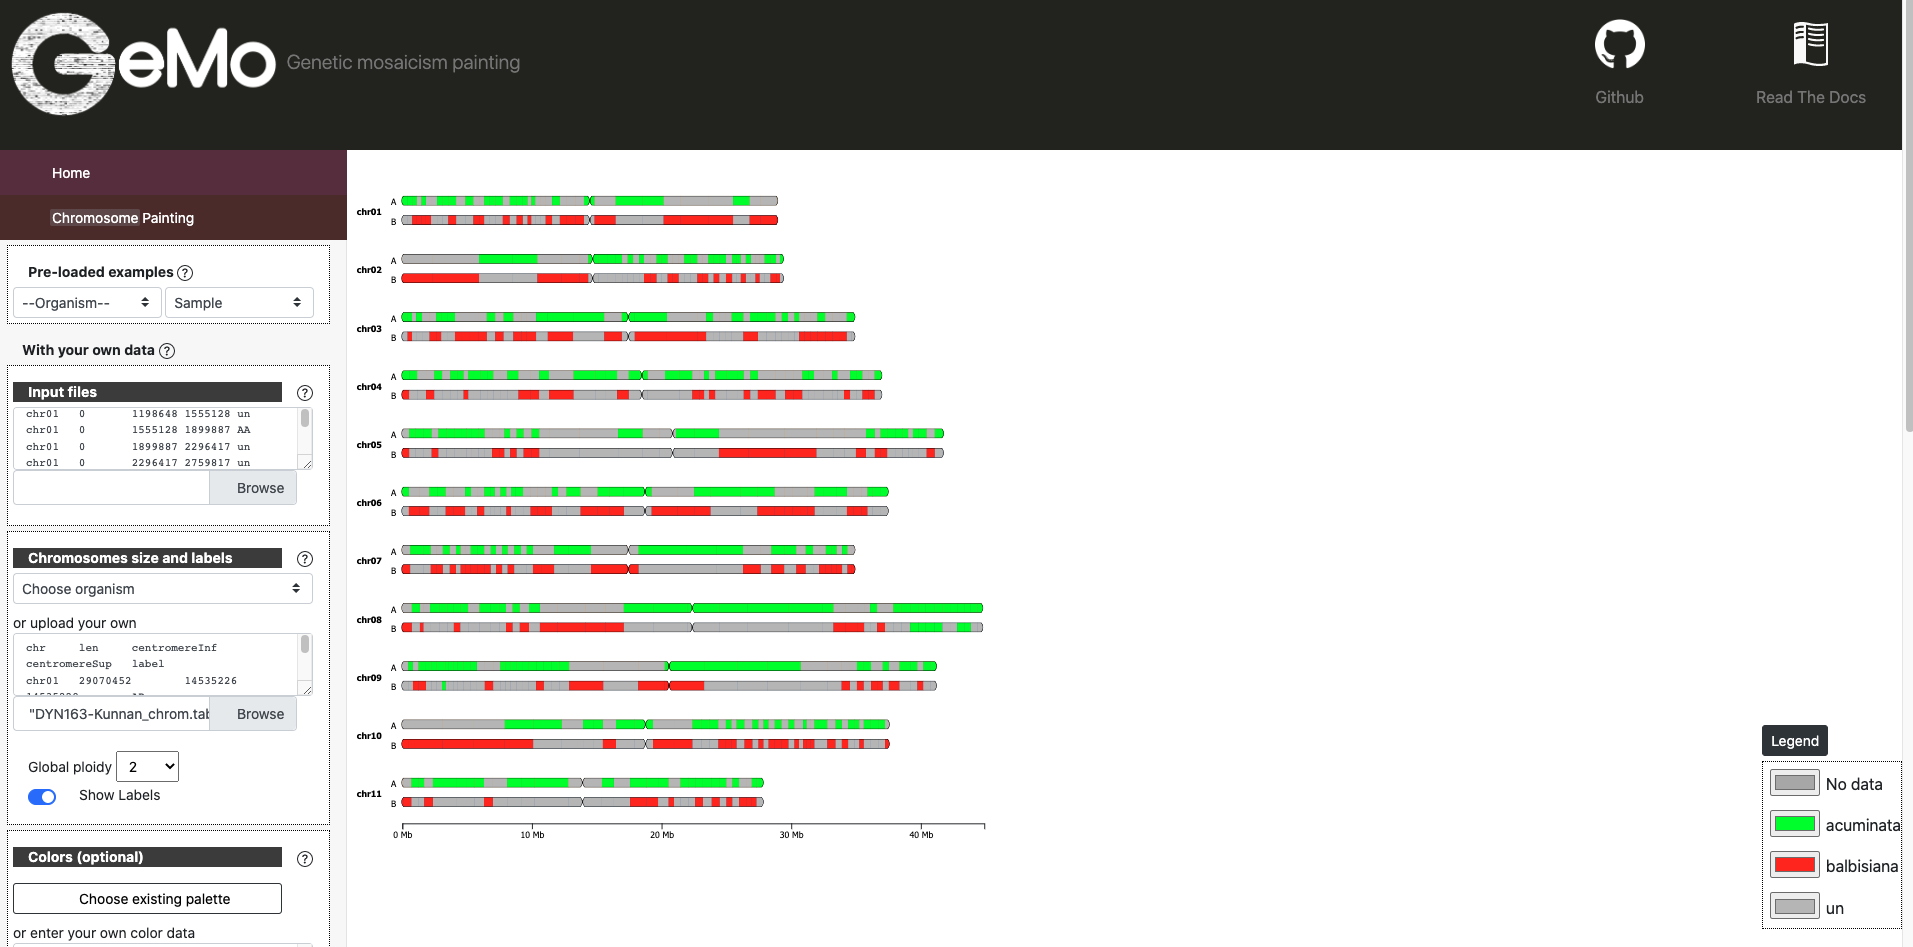 GeMo
Genetic mosaicism painting
Github
Read The Docs
Home
Chromosome Painting
Pre-loaded examples ?
--Organism--
Sample
With your own data ?
Input files
?
chr01 0 1198648 1555128 un
chr01 0 1555128 1899887 AA
chr01 0 1899887 2296417 un
chr01 0 2296417 2759817 un
Browse
Chromosomes size and labels
?
Choose organism
or upload your own
chr len centromereInf
centromereSup label
chr01 29070452 14535226
"DYN163-Kunnan_chrom.tab
Browse
Global ploidy 2
Show Labels
Colors (optional)
?
Choose existing palette
or enter your own color data
chr01
A
B
chr02
A
B
chr03
A
B
chr04
A
B
chr05
A
B
chr06
A
B
chr07
A
B
chr08
A
B
chr09
A
B
chr10
A
B
chr11
A
B
0 Mb 10 Mb 20 Mb 30 Mb 40 Mb
Legend
No data
acuminata
balbisiana
un